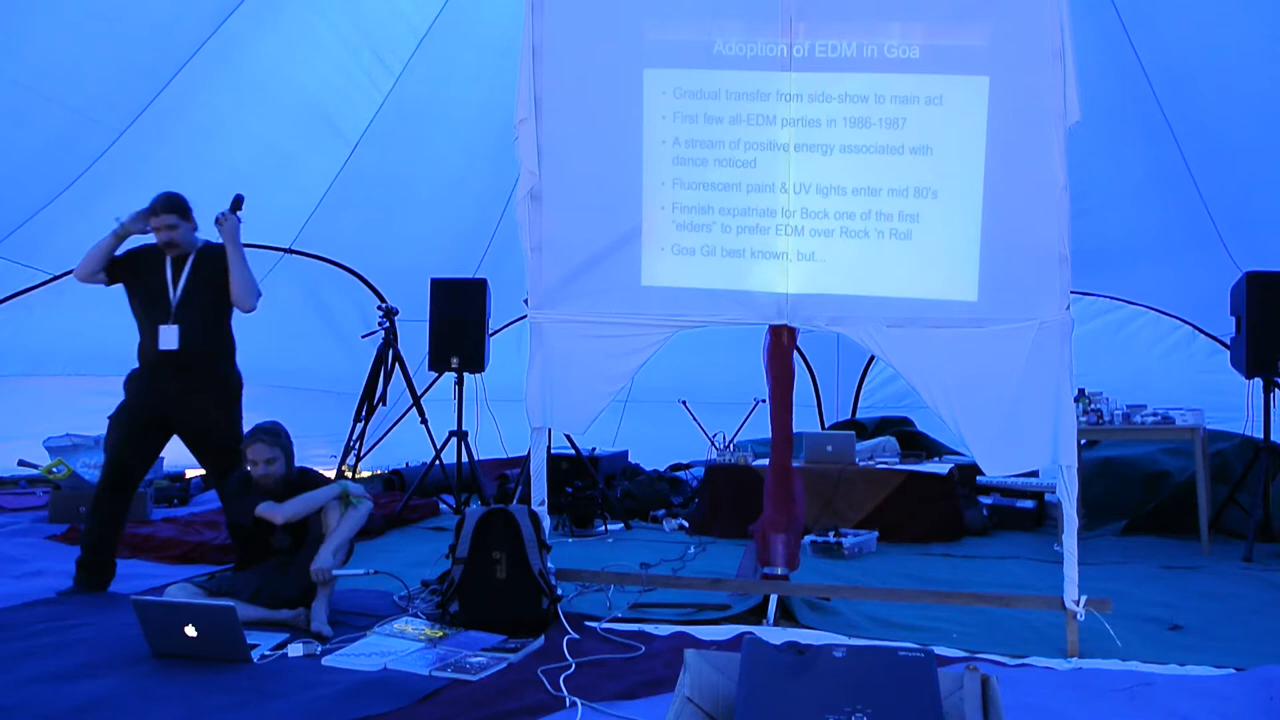 Adoption of EDM in Goa
• Gradual transfer from side-show to main act
• First few all-EDM parties in 1986-1987
• A stream of positive energy associated with
dance noticed
• Fluorescent paint & UV lights enter mid 80's
• Finnish expatriate for Bock one of the first
"elders" to prefer EDM over Rock 'n Roll
• Goa Gil best known, but...